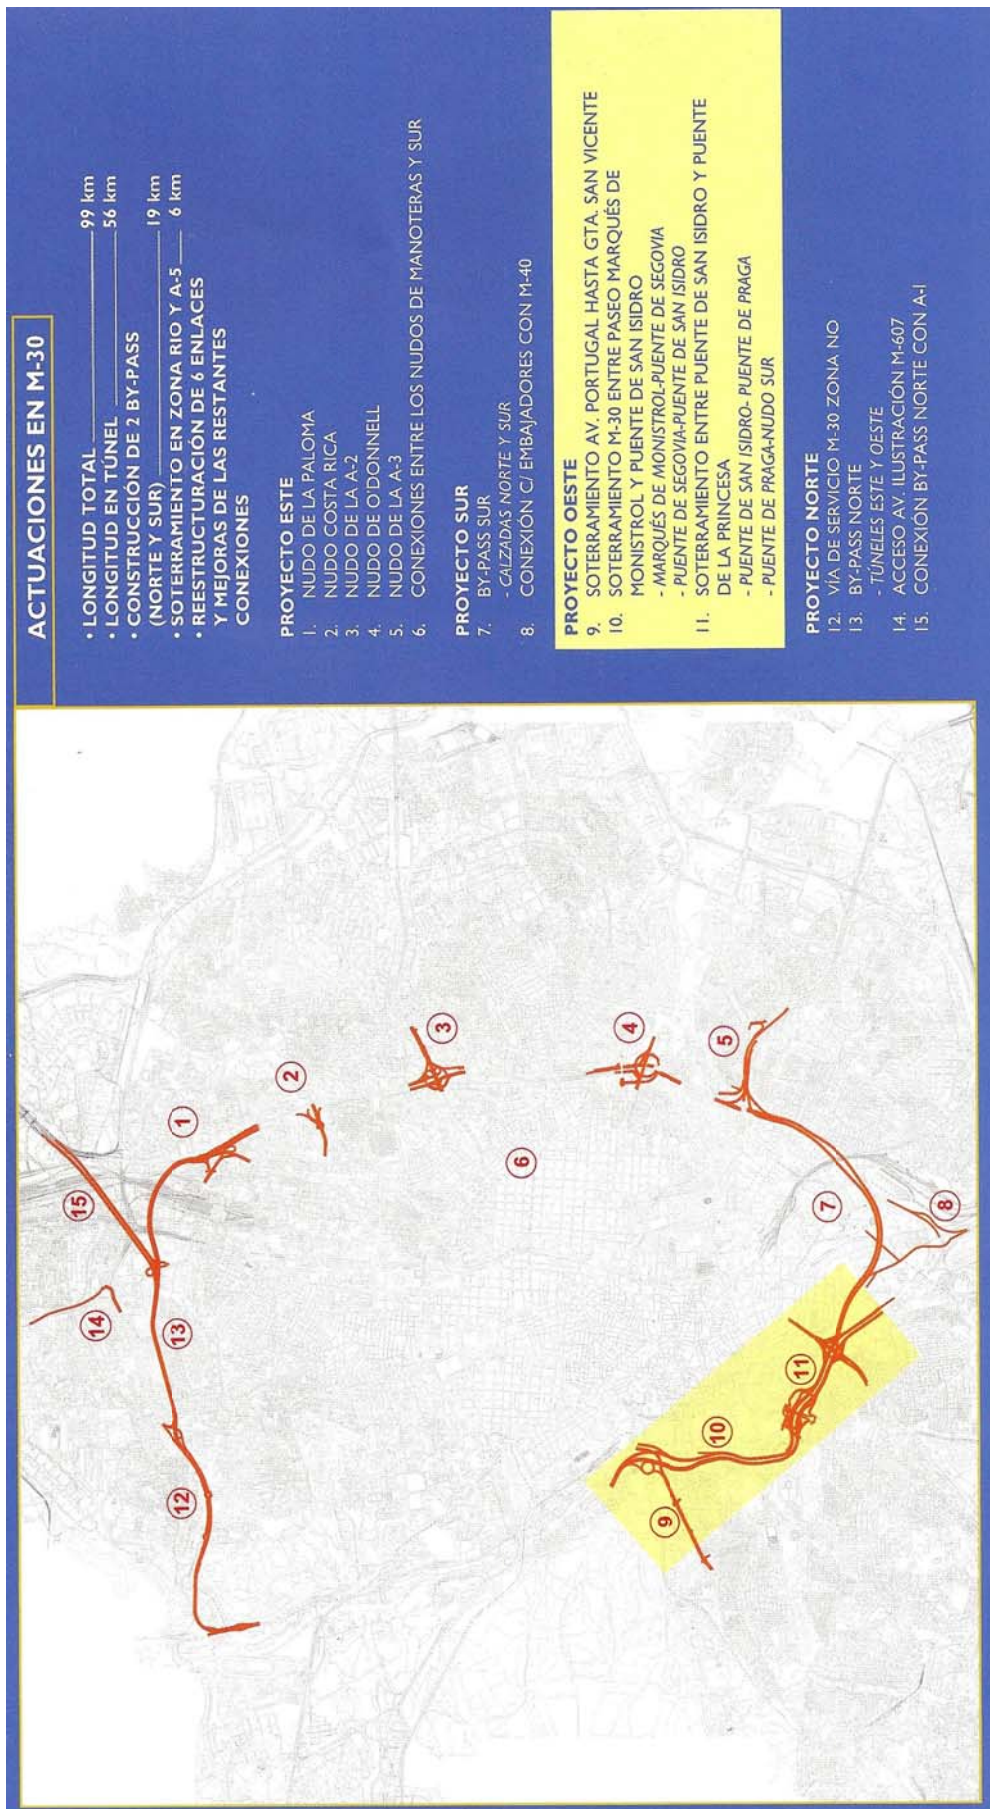 ACTUACIONES EN M-30
• LONGITUD TOTAL 99 km
• LONGITUD EN TÚNEL 56 km
• CONSTRUCCIÓN DE 2 BY-PASS
(NORTE Y SUR) 19 km
• SOTERRAMIENTO EN ZONA RIO Y A-5 6 km
• REESTRUCTURACIÓN DE 6 ENLACES
Y MEJORAS DE LAS RESTANTES
CONEXIONES
PROYECTO ESTE
1. NUDO DE LA PALOMA
2. NUDO COSTA RICA
3. NUDO DE LA A-2
4. NUDO DE O'DONNELL
5. NUDO DE LA A-3
6. CONEXIONES ENTRE LOS NUDOS DE MANOTERAS Y SUR
PROYECTO SUR
7. BY-PASS SUR
- CALZADAS NORTE Y SUR
8. CONEXIÓN C/ EMBAJADORES CON M-40
PROYECTO OESTE
9. SOTERRAMIENTO AV. PORTUGAL HASTA GTA. SAN VICENTE
10. SOTERRAMIENTO M-30 ENTRE PASEO MARQUÉS DE
MONISTROL Y PUENTE DE SAN ISIDRO
- MARQUÉS DE MONISTROL-PUENTE DE SEGOVIA
- PUENTE DE SEGOVIA-PUENTE DE SAN ISIDRO
11. SOTERRAMIENTO ENTRE PUENTE DE SAN ISIDRO Y PUENTE
DE LA PRINCESA
- PUENTE DE SAN ISIDRO- PUENTE DE PRAGA
- PUENTE DE PRAGA-NUDO SUR
PROYECTO NORTE
12. VÍA DE SERVICIO M-30 ZONA NO
13. BY-PASS NORTE
- TÚNELES ESTE Y OESTE
14. ACCESO AV. ILUSTRACIÓN M-607
15. CONEXIÓN BY-PASS NORTE CON A-1
15
14
1
13
2
12
3
6
4
5
9
10
11
7
8